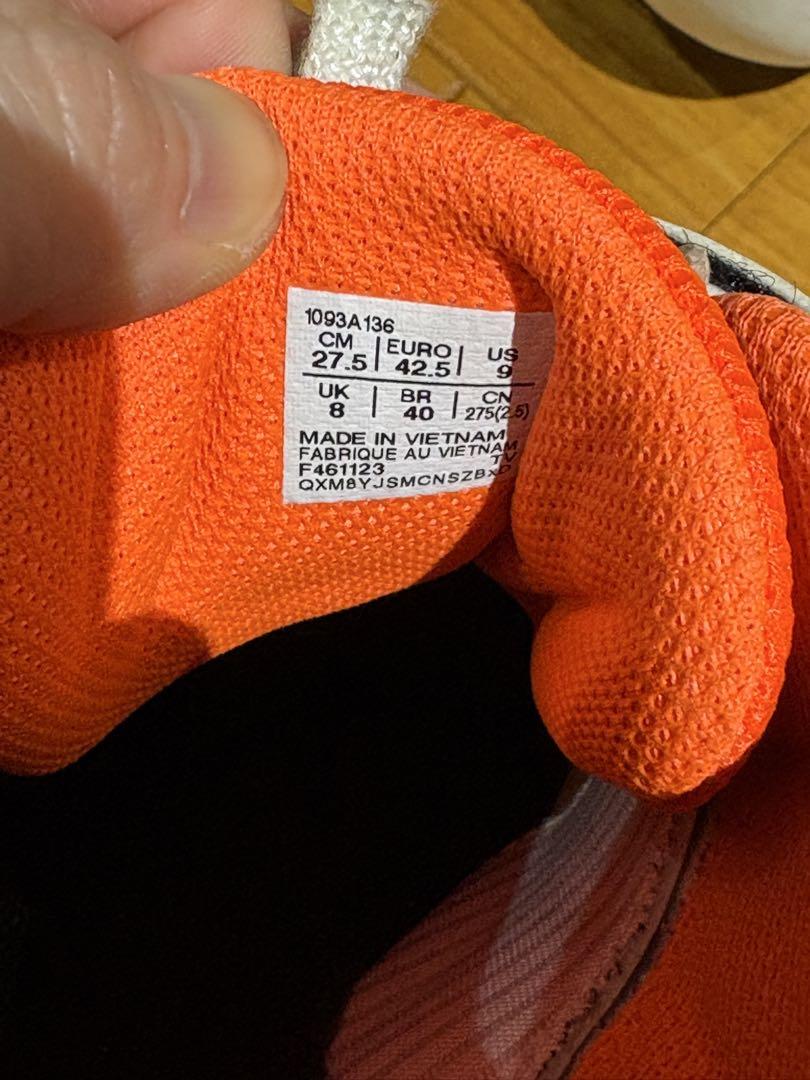 1093A136
CM | EURO | US
27.5 | 42.5 | 9
UK | BR | CN
8 | 40 | 275(2.5)
MADE IN VIETNAM
FABRIQUE AU VIETNAM
F461123 TY